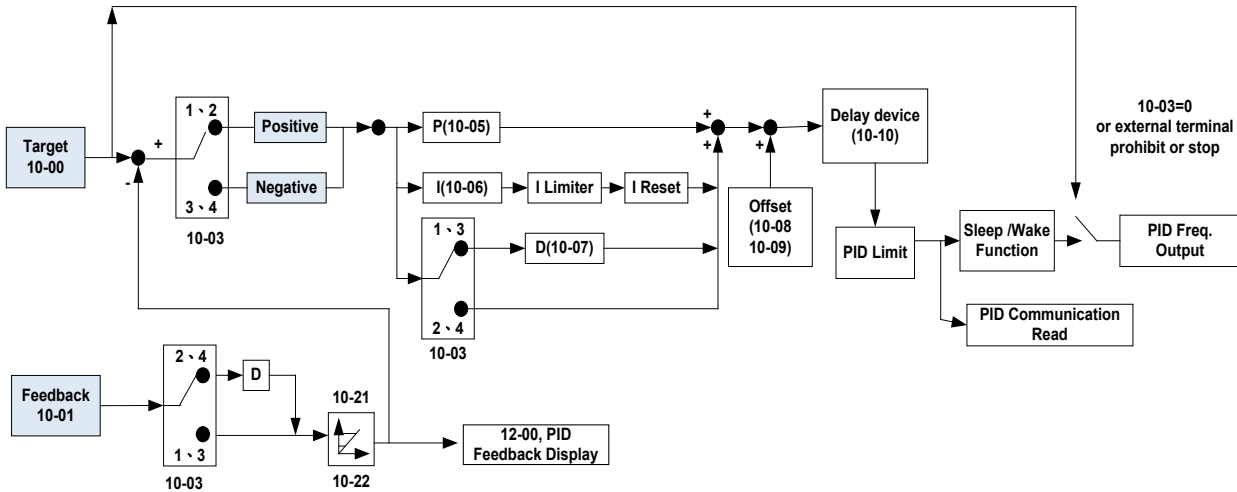 10-03=0
or external terminal
prohibit or stop
Target
10-00
+
-
1、2
3、4
10-03
Positive
Negative
P(10-05)
I(10-06)
I Limiter
I Reset
1、3
D(10-07)
2、4
10-03
+
+
+
Offset
(10-08
10-09)
Delay device
(10-10)
PID Limit
Sleep /Wake
Function
PID Freq.
Output
PID Communication
Read
Feedback
10-01
2、4
D
1、3
10-03
10-21
10-22
12-00, PID
Feedback Display